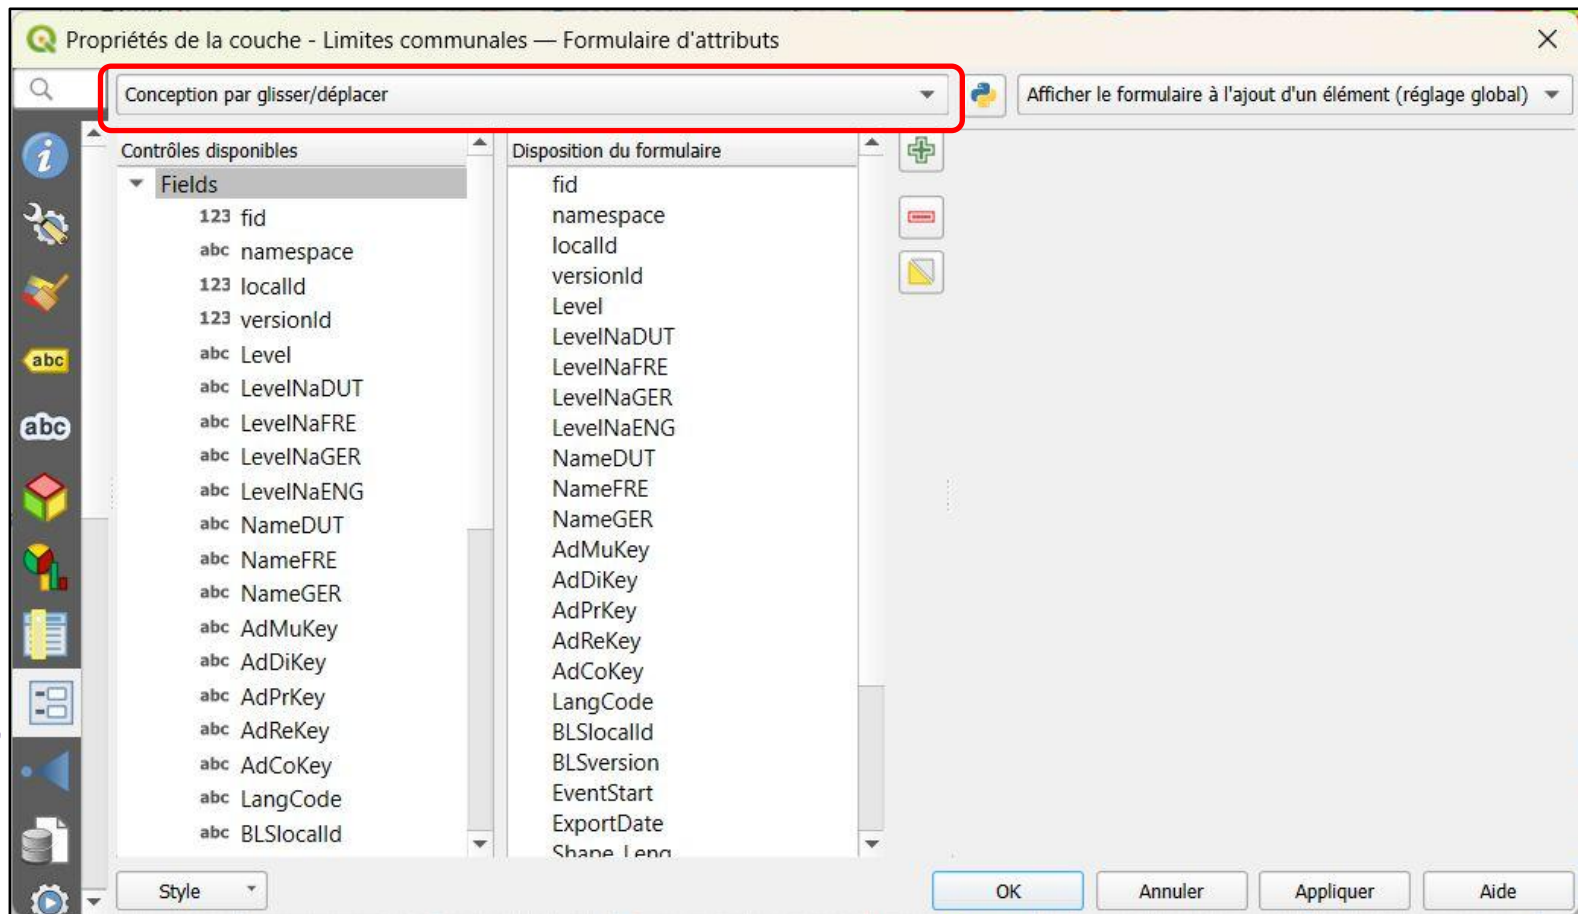 Propriétés de la couche - Limites communales — Formulaire d'attributs
Conception par glisser/déplacer
Afficher le formulaire à l'ajout d'un élément (réglage global)
Contrôles disponibles
Fields
123 fid
abc namespace
123 localId
123 versionId
abc Level
abc LevelNaDUT
abc LevelNaFRE
abc LevelNaGER
abc LevelNaENG
abc NameDUT
abc NameFRE
abc NameGER
abc AdMuKey
abc AdDiKey
abc AdPrKey
abc AdReKey
abc AdCoKey
abc LangCode
abc BLSlocalId
Disposition du formulaire
fid
namespace
localId
versionId
Level
LevelNaDUT
LevelNaFRE
LevelNaGER
LevelNaENG
NameDUT
NameFRE
NameGER
AdMuKey
AdDiKey
AdPrKey
AdReKey
AdCoKey
LangCode
BLSlocalId
BLSversion
EventStart
ExportDate
Shape_Leng
abc
abc
Style
OK
Annuler
Appliquer
Aide